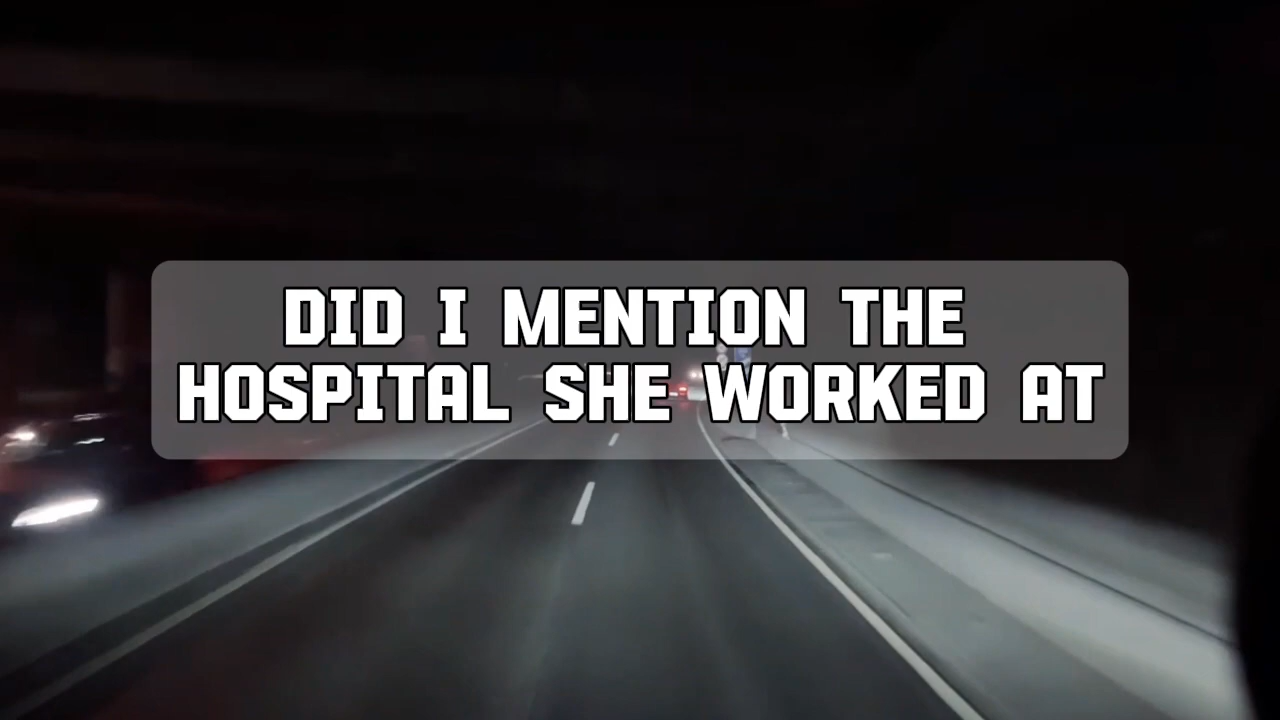 DID I MENTION THE
HOSPITAL SHE WORKED AT